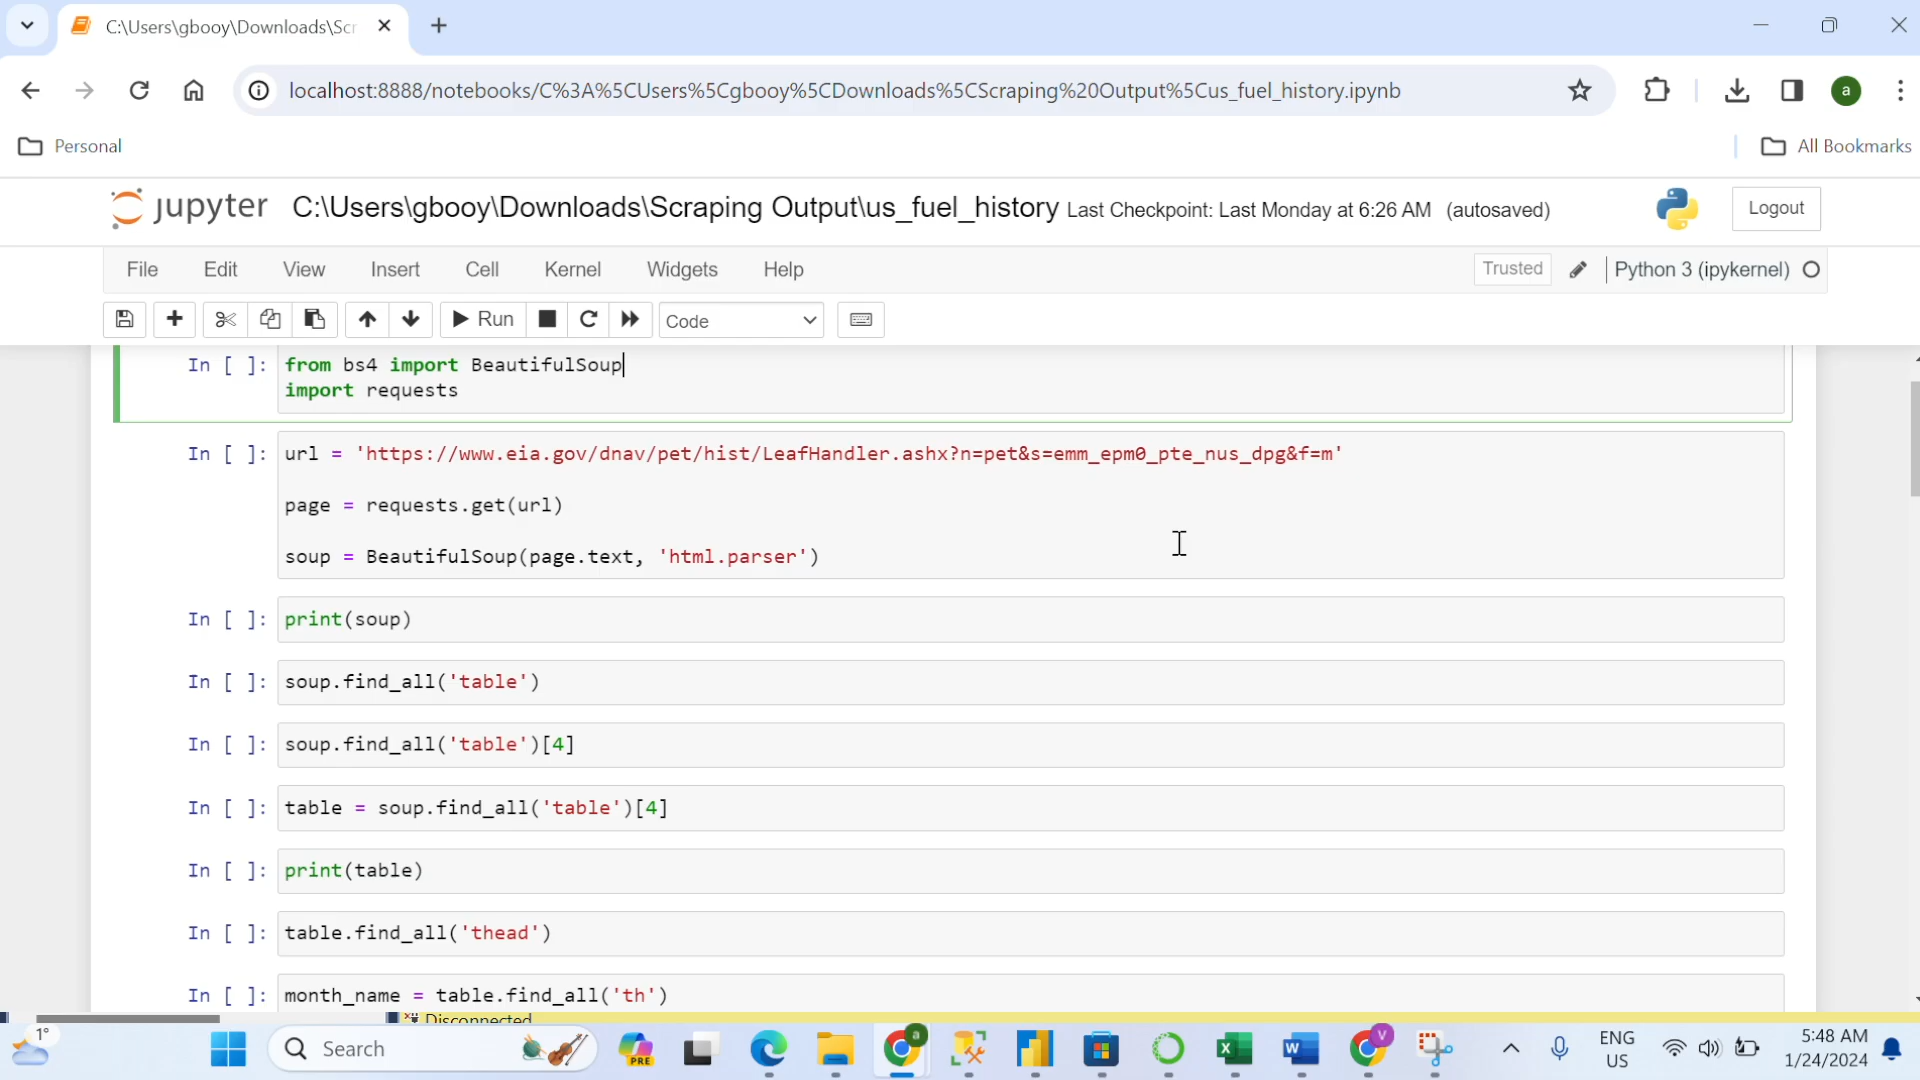 C:\Users\gbooy\Downloads\Scr
localhost:8888/notebooks/C%3A%5CUsers%5Cgbooy%5CDownloads%5CScraping%20Output%5Cus_fuel_history.ipynb
a
Personal
All Bookmarks
jupyter C:\Users\gbooy\Downloads\Scraping Output\us_fuel_history Last Checkpoint: Last Monday at 6:26 AM (autosaved)
Logout
File Edit View Insert Cell Kernel Widgets Help
Trusted Python 3 (ipykernel)
Run Code
In [ ]: from bs4 import BeautifulSoup
import requests
In [ ]: url = 'https://www.eia.gov/dnav/pet/hist/LeafHandler.ashx?n=pet&s=emm_epm0_pte_nus_dpg&f=m'
page = requests.get(url)
soup = BeautifulSoup(page.text, 'html.parser')
In [ ]: print(soup)
In [ ]: soup.find_all('table')
In [ ]: soup.find_all('table')[4]
In [ ]: table = soup.find_all('table')[4]
In [ ]: print(table)
In [ ]: table.find_all('thead')
In [ ]: month_name = table.find_all('th')
Disconnected
1°
Search
PRE
a
V
ENG
US
5:48 AM
1/24/2024